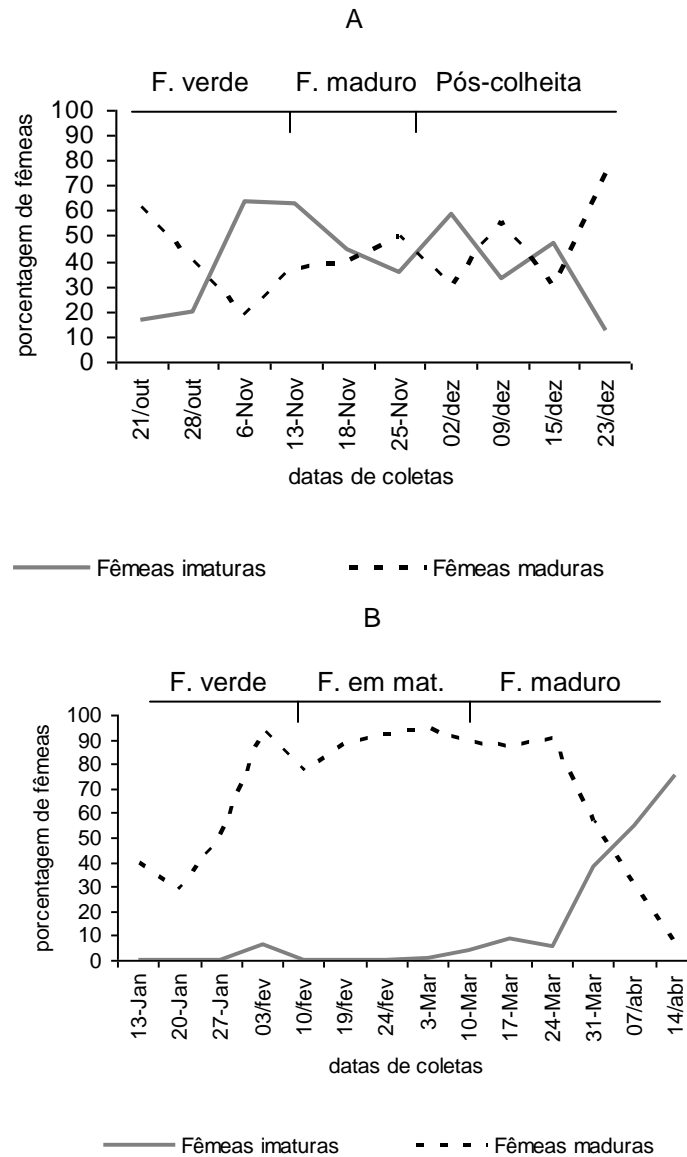 A
F. verde F. maduro Pós-colheita
porcentagem de fêmeas
100
90
80
70
60
50
40
30
20
10
0
21/out 28/out 6-Nov 13-Nov 18-Nov 25-Nov 02/dez 09/dez 15/dez 23/dez
datas de coletas
Fêmeas imaturas Fêmeas maduras
B
F. verde F. em mat. F. maduro
porcentagem de fêmeas
100
90
80
70
60
50
40
30
20
10
0
13-Jan 20-Jan 27-Jan 03/fev 10/fev 19/fev 24/fev 3-Mar 10-Mar 17-Mar 24-Mar 31-Mar 07/abr 14/abr
datas de coletas
Fêmeas imaturas Fêmeas maduras